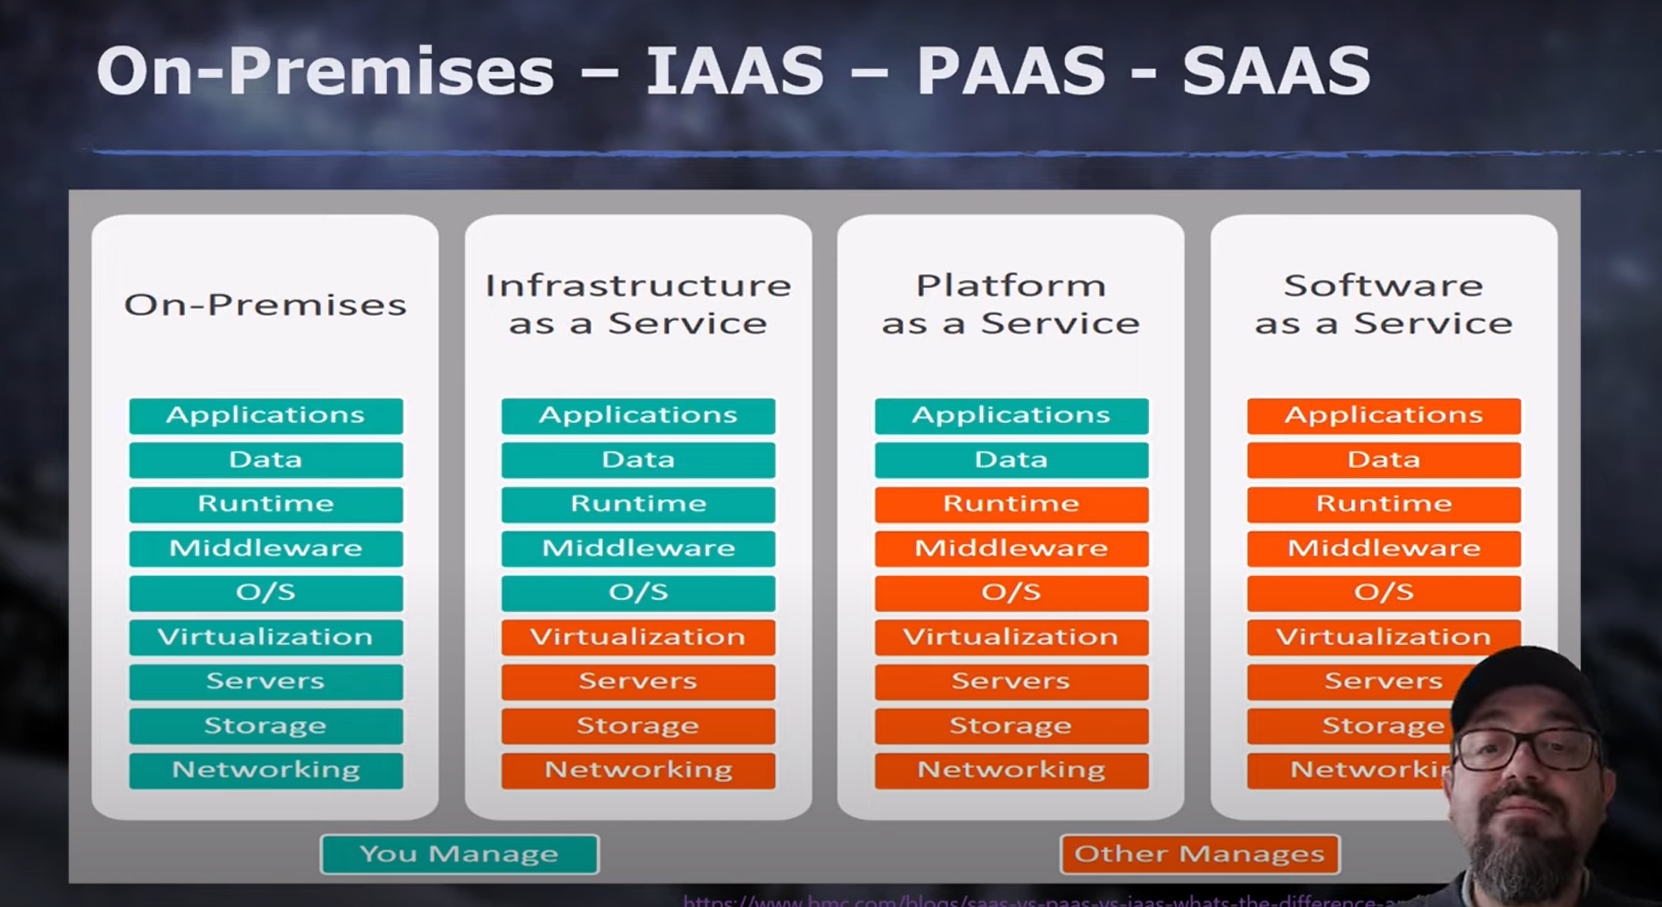 On-Premises – IAAS – PAAS - SAAS
On-Premises
Applications
Data
Runtime
Middleware
O/S
Virtualization
Servers
Storage
Networking
Infrastructure
as a Service
Applications
Data
Runtime
Middleware
O/S
Virtualization
Servers
Storage
Networking
Platform
as a Service
Applications
Data
Runtime
Middleware
O/S
Virtualization
Servers
Storage
Networking
Software
as a Service
Applications
Data
Runtime
Middleware
O/S
Virtualization
Servers
Storage
You Manage
Other Manages
https://www.bmc.com/blogs/saas-vs-paas-vs-iaas-whats-the-difference-a